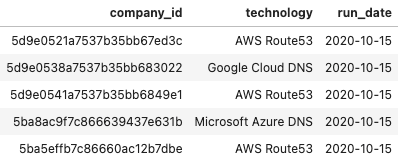 company_id technology run_date
5d9e0521a7537b35bb67ed3c AWS Route53 2020-10-15
5d9e0538a7537b35bb683022 Google Cloud DNS 2020-10-15
5d9e0541a7537b35bb6849e1 AWS Route53 2020-10-15
5ba8ac9f7c866639437e631b Microsoft Azure DNS 2020-10-15
5ba5effb7c86660ac12b7dbe AWS Route53 2020-10-15